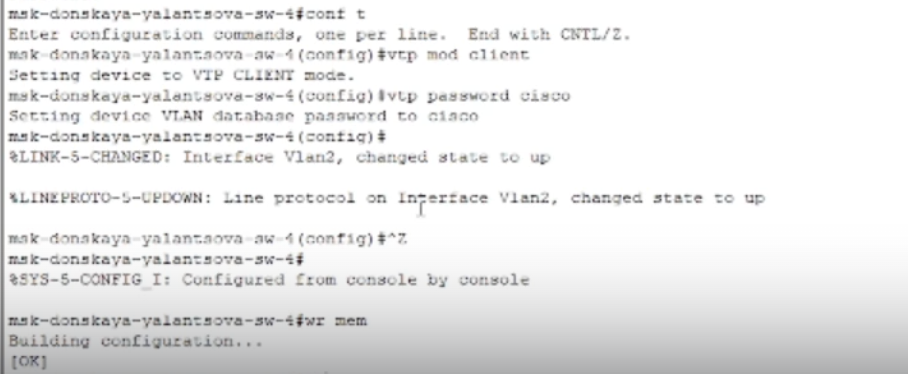 msk-donskaya-yalantsova-sw-4#conf t
Enter configuration commands, one per line. End with CNTL/Z.
msk-donskaya-yalantsova-sw-4(config)#vtp mod client
Setting device to VTP CLIENT mode.
msk-donskaya-yalantsova-sw-4(config)#vtp password cisco
Setting device VLAN database password to cisco
msk-donskaya-yalantsova-sw-4(config)#
%LINK-5-CHANGED: Interface Vlan2, changed state to up
%LINEPROTO-5-UPDOWN: Line protocol on Interface Vlan2, changed state to up
msk-donskaya-yalantsova-sw-4(config)#^Z
msk-donskaya-yalantsova-sw-4#
%SYS-5-CONFIG_I: Configured from console by console
msk-donskaya-yalantsova-sw-4#wr mem
Building configuration...
[OK]